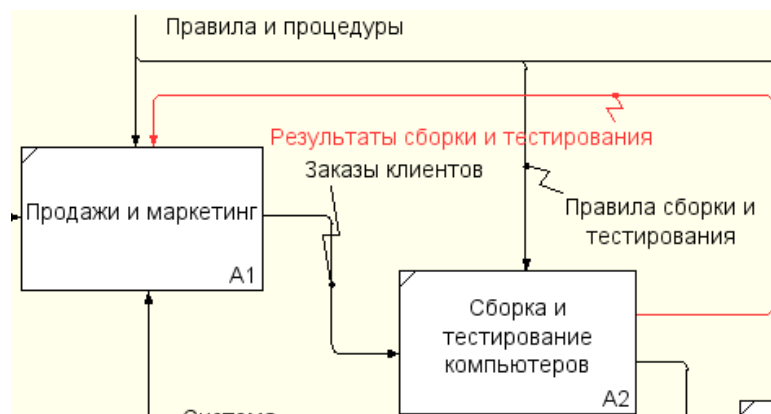 Правила и процедуры
Результаты сборки и тестирования
Заказы клиентов
Продажи и маркетинг
A1
Правила сборки и
тестирования
Сборка и
тестирование
компьютеров
A2